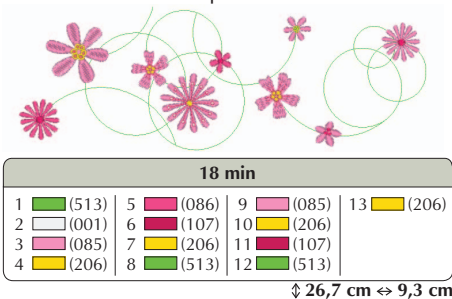 18 min
1 (513) 5 (086) 9 (085) 13 (206)
2 (001) 6 (107) 10 (206)
3 (085) 7 (206) 11 (107)
4 (206) 8 (513) 12 (513)
⇕ 26,7 cm ⇔ 9,3 cm